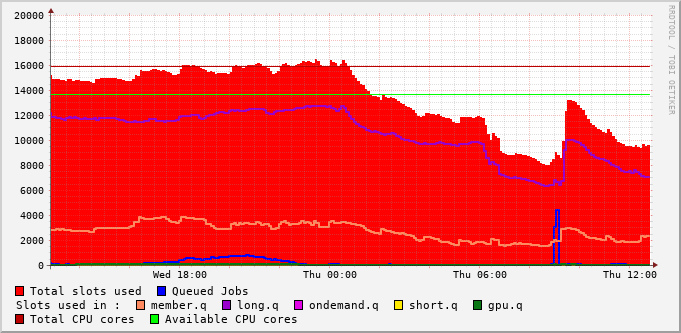 20000
18000
16000
14000
12000
10000
8000
6000
4000
2000
0
Wed 18:00 Thu 00:00 Thu 06:00 Thu 12:00
Total slots used Queued Jobs
Slots used in : member.q long.q ondemand.q short.q gpu.q
Total CPU cores Available CPU cores
RRDTOOL / TOBI OETIKER